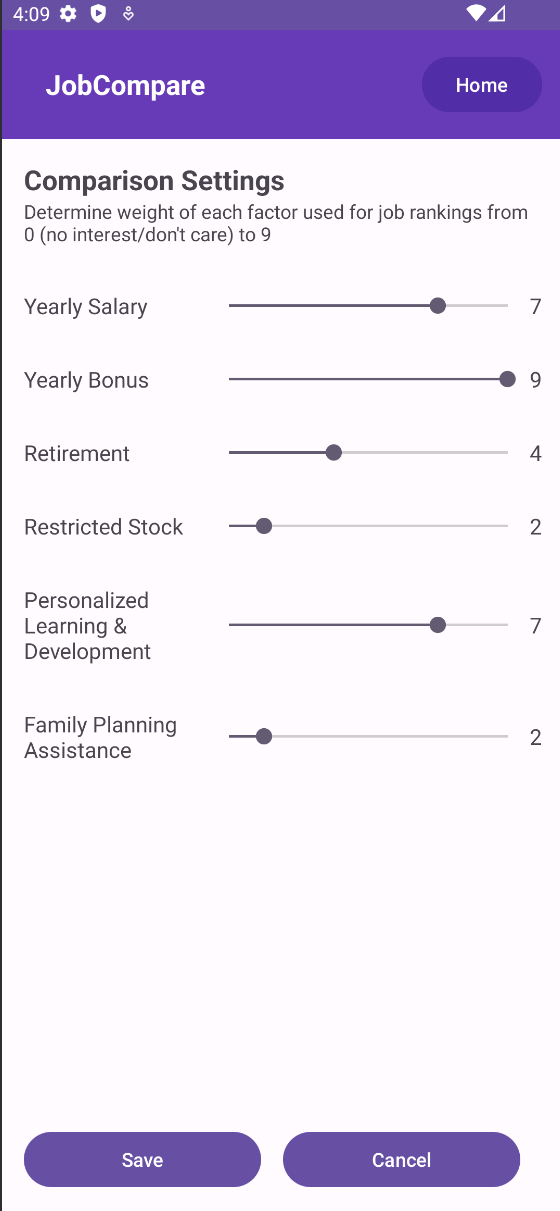 4:09
JobCompare
Home
Comparison Settings
Determine weight of each factor used for job rankings from
0 (no interest/don't care) to 9
Yearly Salary 7
Yearly Bonus 9
Retirement 4
Restricted Stock 2
Personalized
Learning & 7
Development
Family Planning 2
Assistance
Save
Cancel